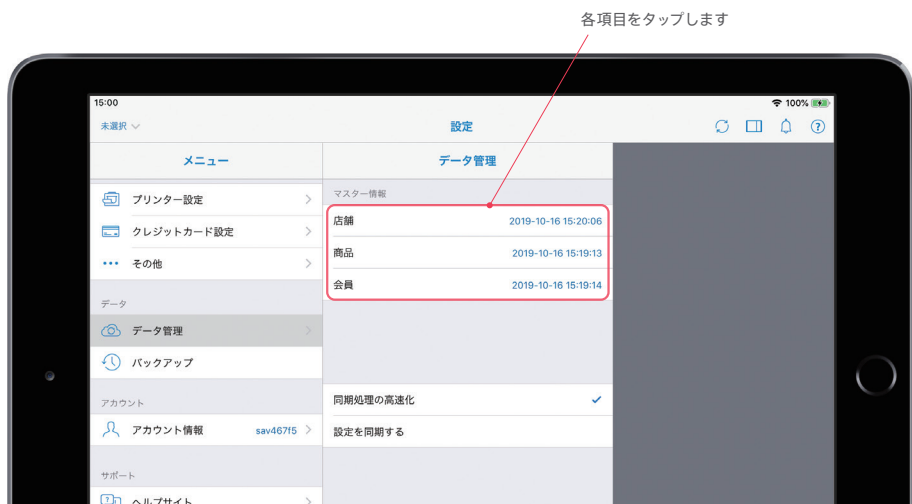 各項目をタップします
15:00
100%
未選択
設定
メニュー
データ管理
プリンター設定
クレジットカード設定
その他
データ
データ管理
バックアップ
アカウント
アカウント情報 sav467f5
サポート
ヘルプサイト
マスター情報
店舗 2019-10-16 15:20:06
商品 2019-10-16 15:19:13
会員 2019-10-16 15:19:14
同期処理の高速化
設定を同期する